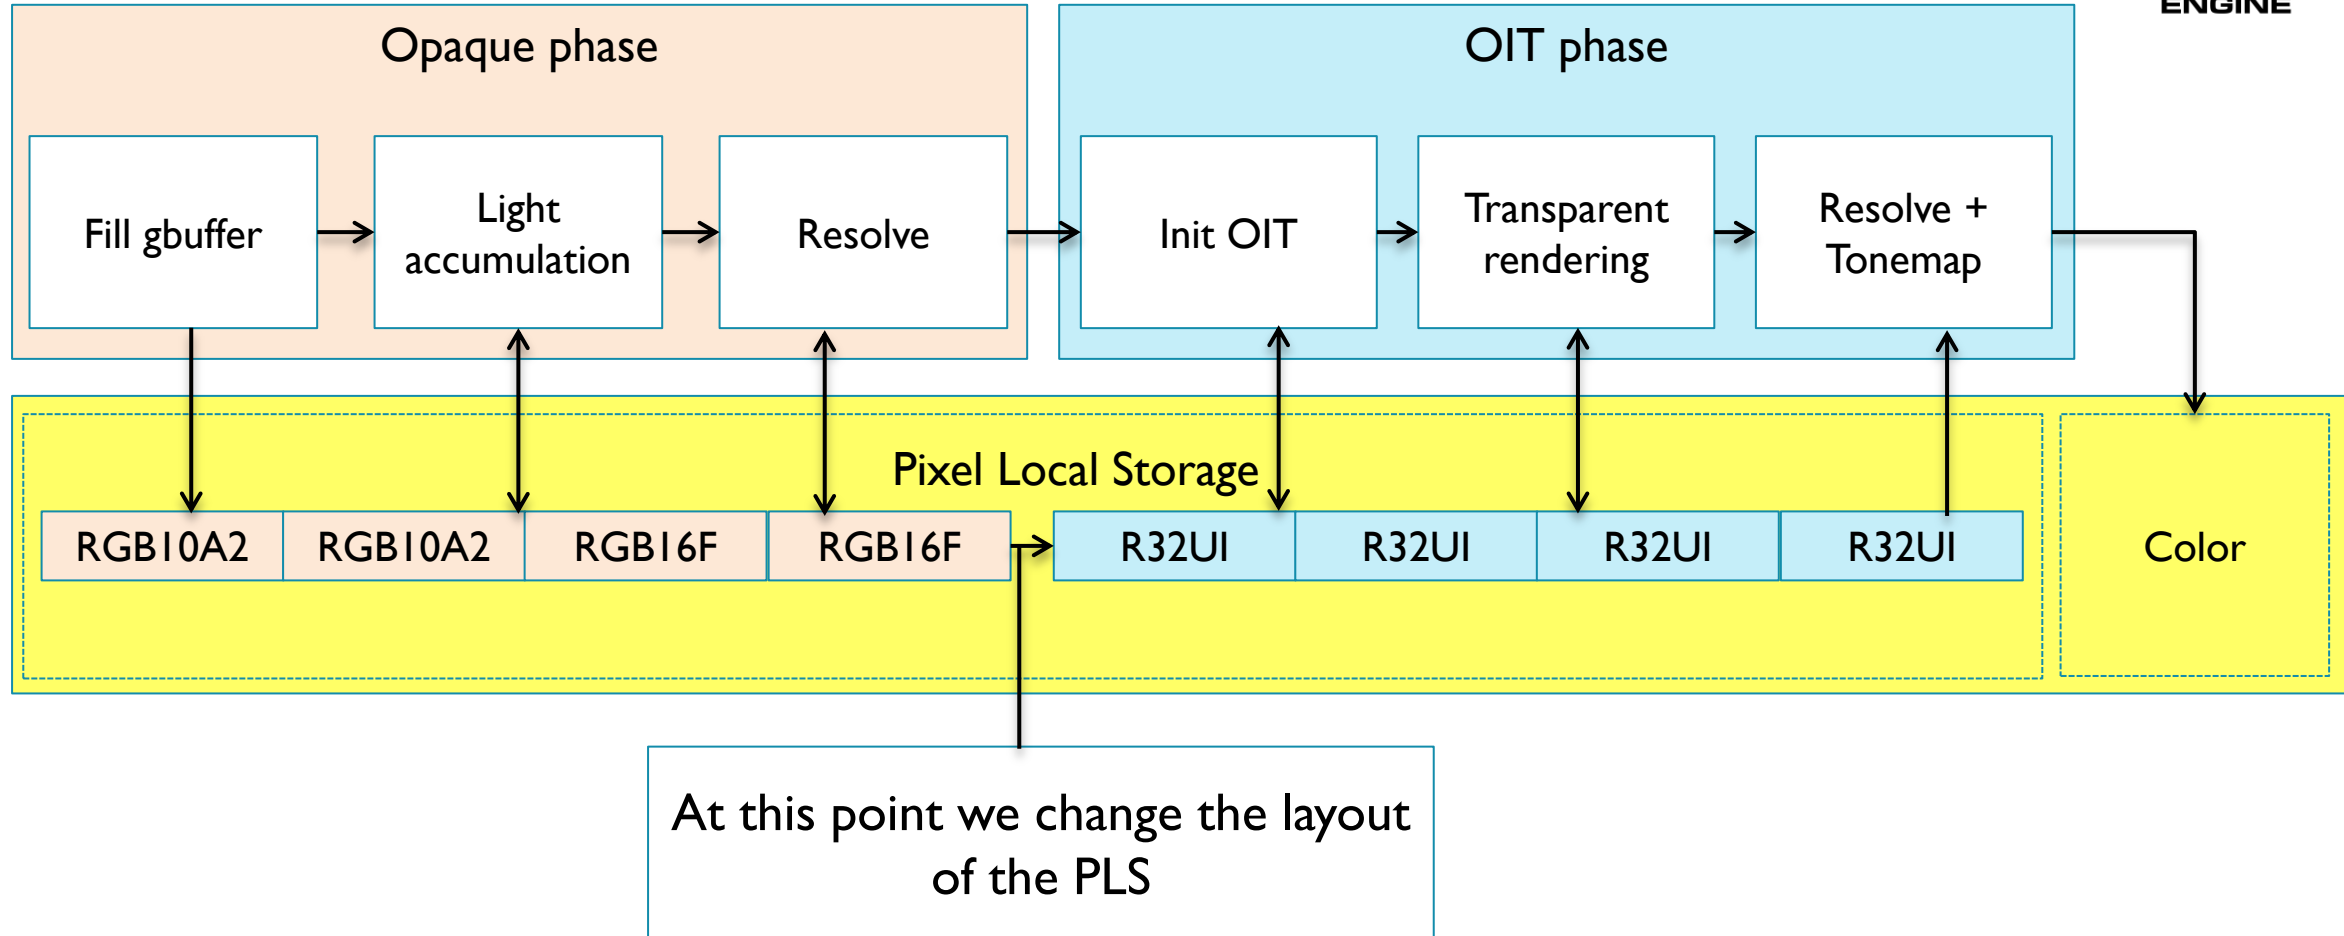 ENGINE
Opaque phase
OIT phase
Fill gbuffer
Light
accumulation
Resolve
Init OIT
Transparent
rendering
Resolve +
Tonemap
Pixel Local Storage
RGB10A2
RGB10A2
RGB16F
RGB16F
R32UI
R32UI
R32UI
R32UI
Color
At this point we change the layout
of the PLS